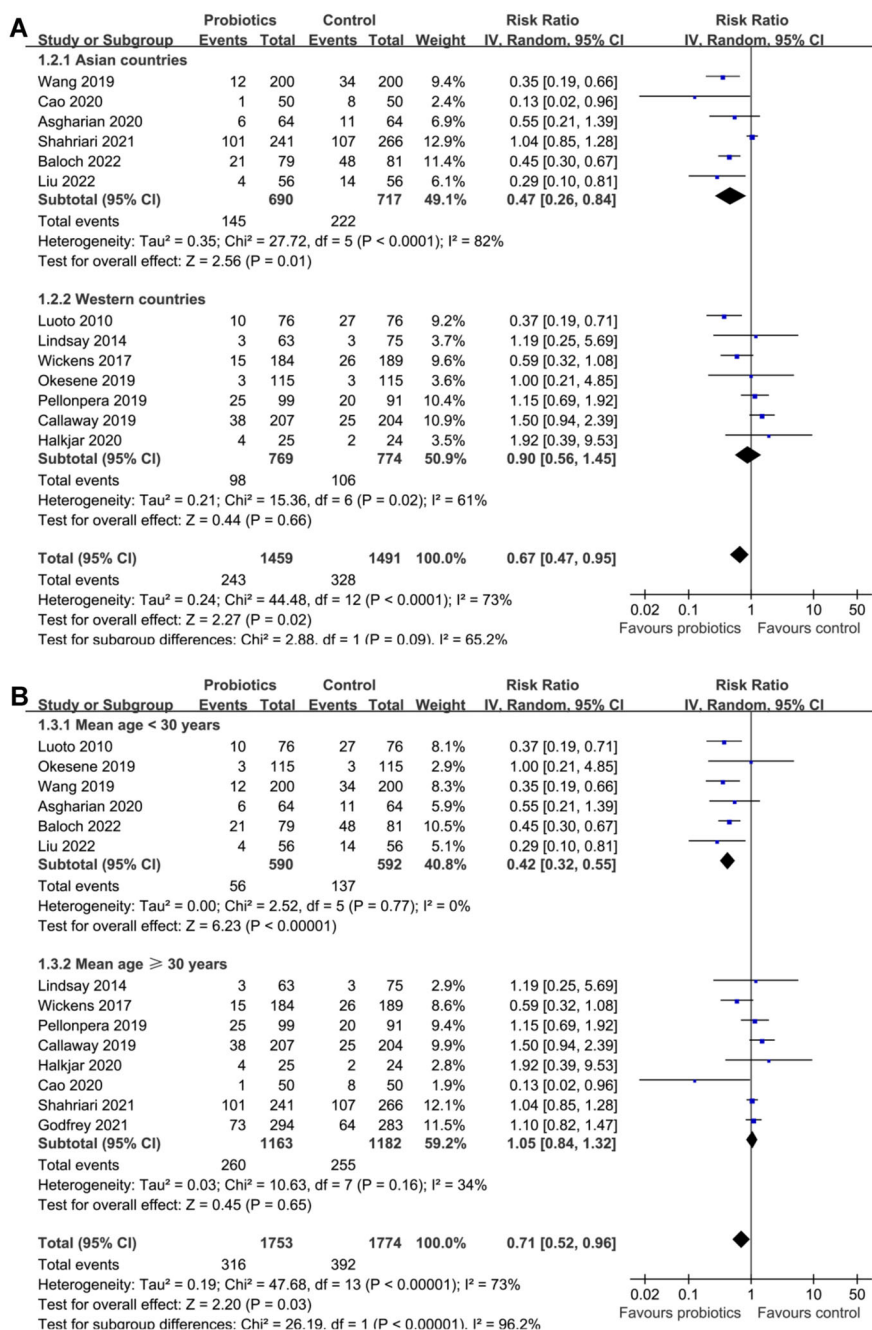 A
Probiotics Control Risk Ratio Risk Ratio
Study or Subgroup Events Total Events Total Weight IV, Random, 95% CI IV, Random, 95% CI
1.2.1 Asian countries
Wang 2019 12 200 34 200 9.4% 0.35 [0.19, 0.66]
Cao 2020 1 50 8 50 2.4% 0.13 [0.02, 0.96]
Asgharian 2020 6 64 11 64 6.9% 0.55 [0.21, 1.39]
Shahriari 2021 101 241 107 266 12.9% 1.04 [0.85, 1.28]
Baloch 2022 21 79 48 81 11.4% 0.45 [0.30, 0.67]
Liu 2022 4 56 14 56 6.1% 0.29 [0.10, 0.81]
Subtotal (95% CI) 690 717 49.1% 0.47 [0.26, 0.84]
Total events 145 222
Heterogeneity: Tau² = 0.35; Chi² = 27.72, df = 5 (P < 0.0001); I² = 82%
Test for overall effect: Z = 2.56 (P = 0.01)
1.2.2 Western countries
Luoto 2010 10 76 27 76 9.2% 0.37 [0.19, 0.71]
Lindsay 2014 3 63 3 75 3.7% 1.19 [0.25, 5.69]
Wickens 2017 15 184 26 189 9.6% 0.59 [0.32, 1.08]
Okesene 2019 3 115 3 115 3.6% 1.00 [0.21, 4.85]
Pellonpera 2019 25 99 20 91 10.4% 1.15 [0.69, 1.92]
Callaway 2019 38 207 25 204 10.9% 1.50 [0.94, 2.39]
Halkjar 2020 4 25 2 24 3.5% 1.92 [0.39, 9.53]
Subtotal (95% CI) 769 774 50.9% 0.90 [0.56, 1.45]
Total events 98 106
Heterogeneity: Tau² = 0.21; Chi² = 15.36, df = 6 (P = 0.02); I² = 61%
Test for overall effect: Z = 0.44 (P = 0.66)
Total (95% CI) 1459 1491 100.0% 0.67 [0.47, 0.95]
Total events 243 328
Heterogeneity: Tau² = 0.24; Chi² = 44.48, df = 12 (P < 0.0001); I² = 73%
Test for overall effect: Z = 2.27 (P = 0.02)
Test for subgroup differences: Chi² = 2.88, df = 1 (P = 0.09), I² = 65.2%
0.02 0.1 1 10 50
Favours probiotics Favours control
B
Probiotics Control Risk Ratio Risk Ratio
Study or Subgroup Events Total Events Total Weight IV, Random, 95% CI IV, Random, 95% CI
1.3.1 Mean age < 30 years
Luoto 2010 10 76 27 76 8.1% 0.37 [0.19, 0.71]
Okesene 2019 3 115 3 115 2.9% 1.00 [0.21, 4.85]
Wang 2019 12 200 34 200 8.3% 0.35 [0.19, 0.66]
Asgharian 2020 6 64 11 64 5.9% 0.55 [0.21, 1.39]
Baloch 2022 21 79 48 81 10.5% 0.45 [0.30, 0.67]
Liu 2022 4 56 14 56 5.1% 0.29 [0.10, 0.81]
Subtotal (95% CI) 590 592 40.8% 0.42 [0.32, 0.55]
Total events 56 137
Heterogeneity: Tau² = 0.00; Chi² = 2.52, df = 5 (P = 0.77); I² = 0%
Test for overall effect: Z = 6.23 (P < 0.00001)
1.3.2 Mean age ≥ 30 years
Lindsay 2014 3 63 3 75 2.9% 1.19 [0.25, 5.69]
Wickens 2017 15 184 26 189 8.6% 0.59 [0.32, 1.08]
Pellonpera 2019 25 99 20 91 9.4% 1.15 [0.69, 1.92]
Callaway 2019 38 207 25 204 9.9% 1.50 [0.94, 2.39]
Halkjar 2020 4 25 2 24 2.8% 1.92 [0.39, 9.53]
Cao 2020 1 50 8 50 1.9% 0.13 [0.02, 0.96]
Shahriari 2021 101 241 107 266 12.1% 1.04 [0.85, 1.28]
Godfrey 2021 73 294 64 283 11.5% 1.10 [0.82, 1.47]
Subtotal (95% CI) 1163 1182 59.2% 1.05 [0.84, 1.32]
Total events 260 255
Heterogeneity: Tau² = 0.03; Chi² = 10.63, df = 7 (P = 0.16); I² = 34%
Test for overall effect: Z = 0.45 (P = 0.65)
Total (95% CI) 1753 1774 100.0% 0.71 [0.52, 0.96]
Total events 316 392
Heterogeneity: Tau² = 0.19; Chi² = 47.68, df = 13 (P < 0.00001); I² = 73%
Test for overall effect: Z = 2.20 (P = 0.03)
Test for subgroup differences: Chi² = 26.19, df = 1 (P < 0.00001), I² = 96.2%
0.02 0.1 1 10 50
Favours probiotics Favours control